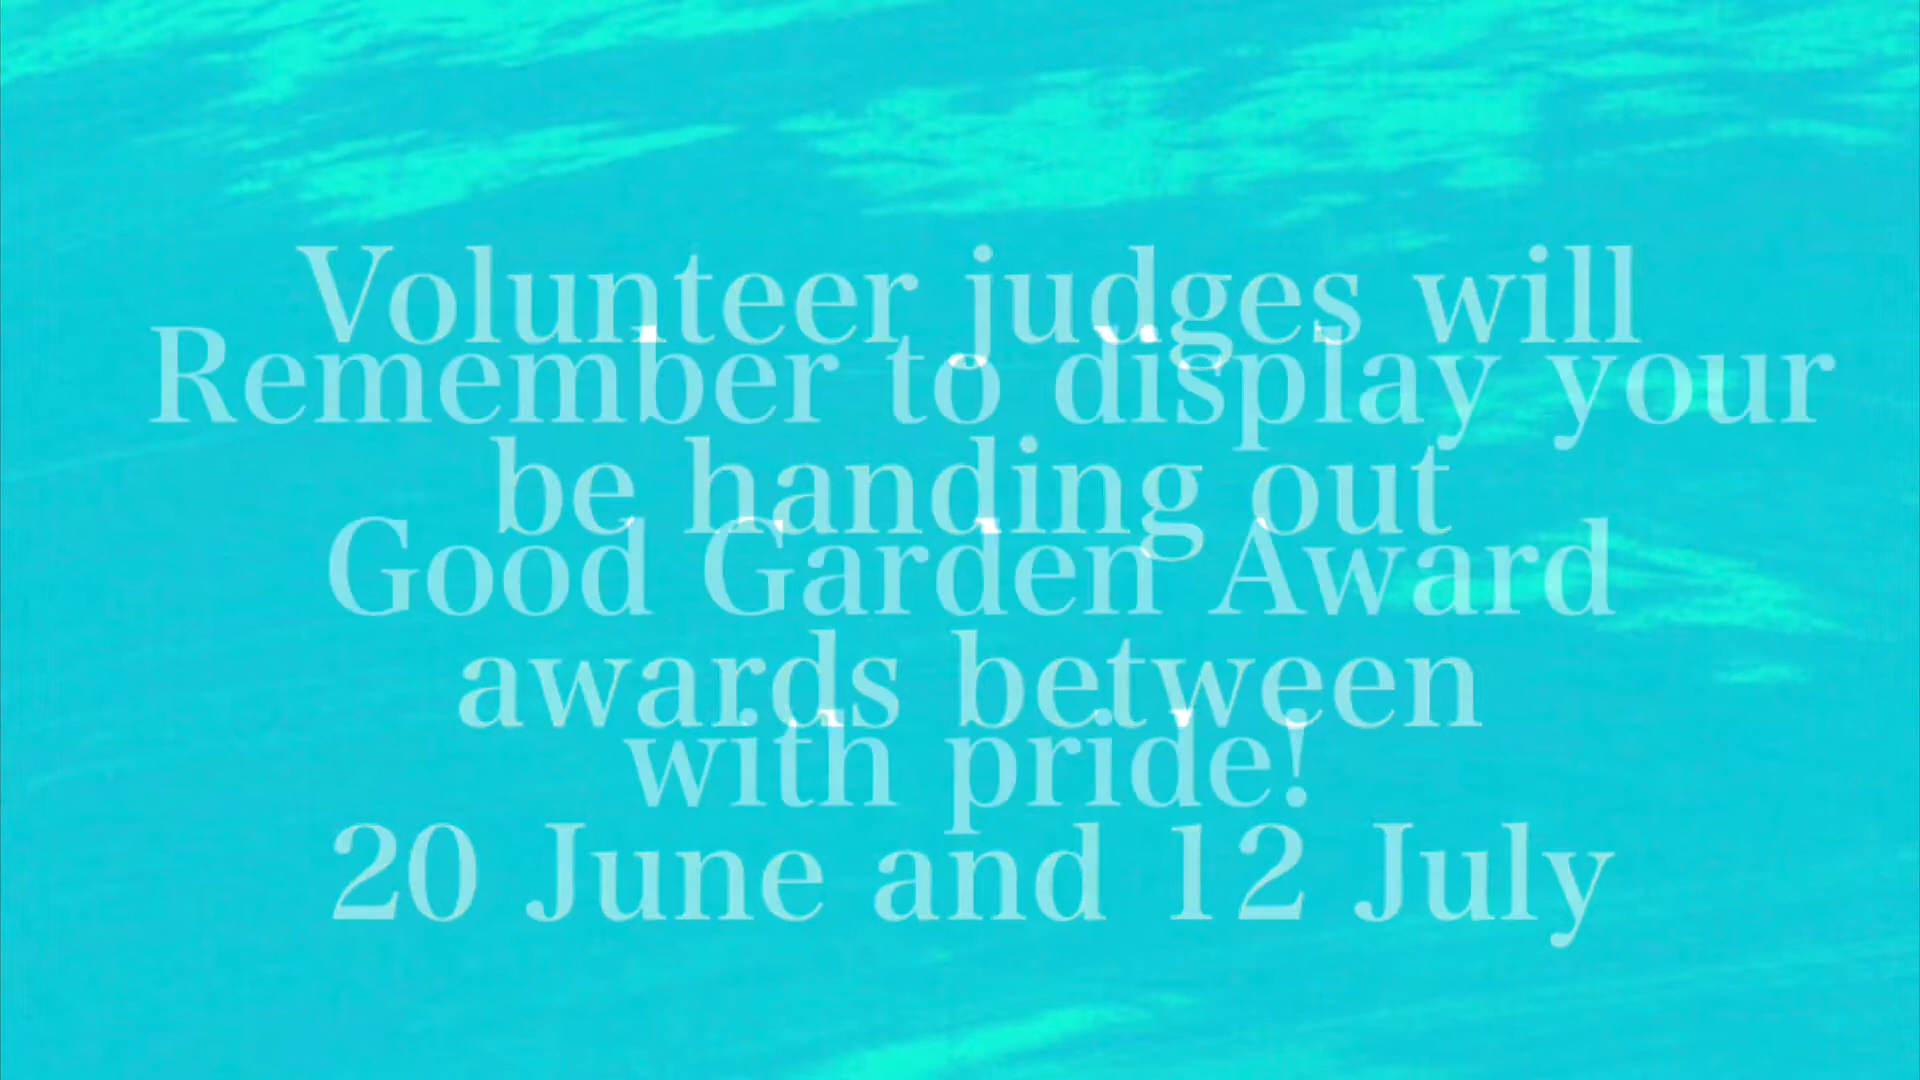 Volunteer judges will
Remember to display your
be handing out
Good Garden Award
awards between
with pride!
20 June and 12 July